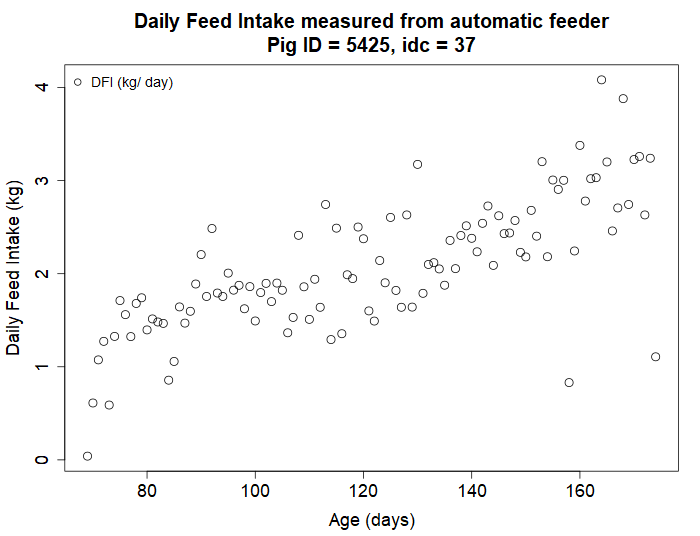 Daily Feed Intake measured from automatic feeder
Pig ID = 5425, idc = 37
DFI (kg/ day)
Daily Feed Intake (kg)
4
3
2
1
0
80 100 120 140 160
Age (days)